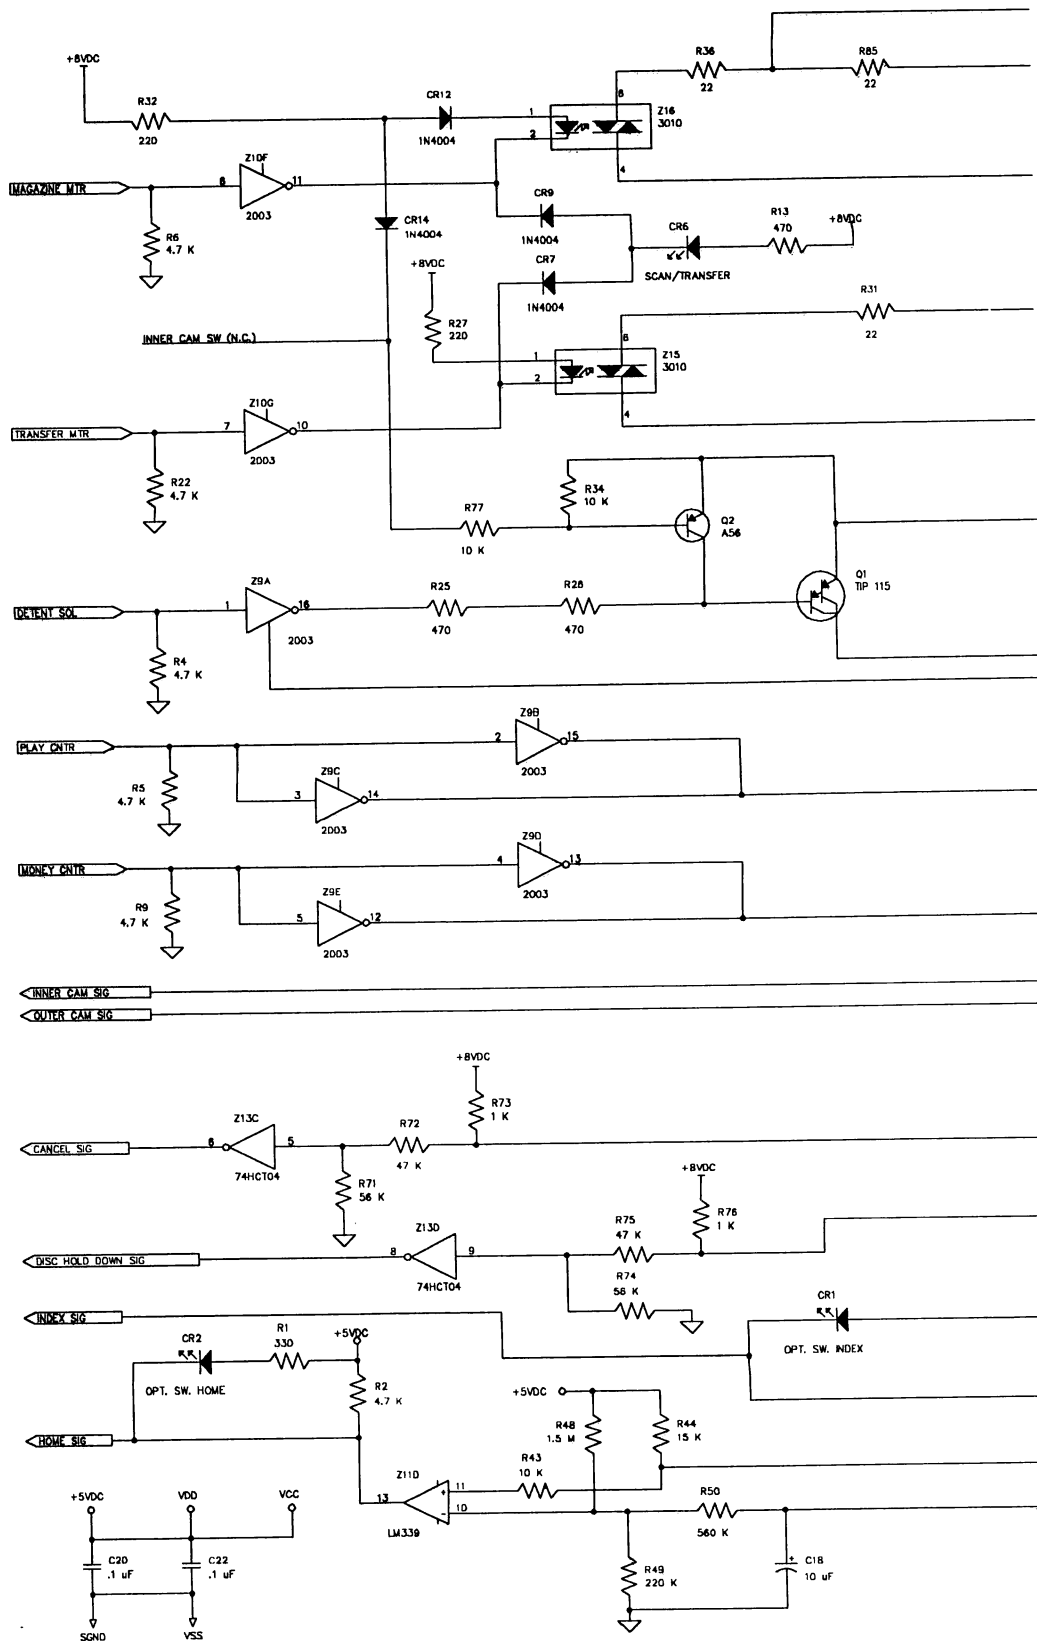 +8VDC
R32
220
CR12
1N4004
1
2
6
4
Z16
3010
R36
22
R85
22
MAGAZINE MTR
6
Z10F
11
2003
R6
4.7 K
CR14
1N4004
CR9
1N4004
CR7
1N4004
CR6
SCAN/TRANSFER
R13
470
+8VDC
+8VDC
R27
220
INNER CAM SW (N.C.)
R31
22
1
2
6
4
Z15
3010
TRANSFER MTR
7
Z10G
10
2003
R22
4.7 K
R77
10 K
R34
10 K
Q2
A56
Q1
TIP 115
DETENT SOL
1
Z9A
16
2003
R25
470
R26
470
R4
4.7 K
PLAY CNTR
2
Z9B
15
2003
R5
4.7 K
3
Z9C
14
2003
MONEY CNTR
4
Z9D
13
2003
R9
4.7 K
5
Z9E
12
2003
INNER CAM SIG
OUTER CAM SIG
+8VDC
R73
1 K
CANCEL SIG
6
Z13C
5
74HCT04
R72
47 K
R71
56 K
+8VDC
R76
1 K
DISC HOLD DOWN SIG
8
Z13D
9
74HCT04
R75
47 K
R74
56 K
INDEX SIG
CR1
OPT. SW. INDEX
CR2
OPT. SW. HOME
R1
330
+5VDC
R2
4.7 K
HOME SIG
+5VDC
R48
1.5 M
R44
15 K
R43
10 K
Z11D
13
11
10
+
-
LM339
R50
560 K
R49
220 K
+
C18
10 uF
+5VDC
VDD
VCC
C20
.1 uF
C22
.1 uF
SGND
VSS